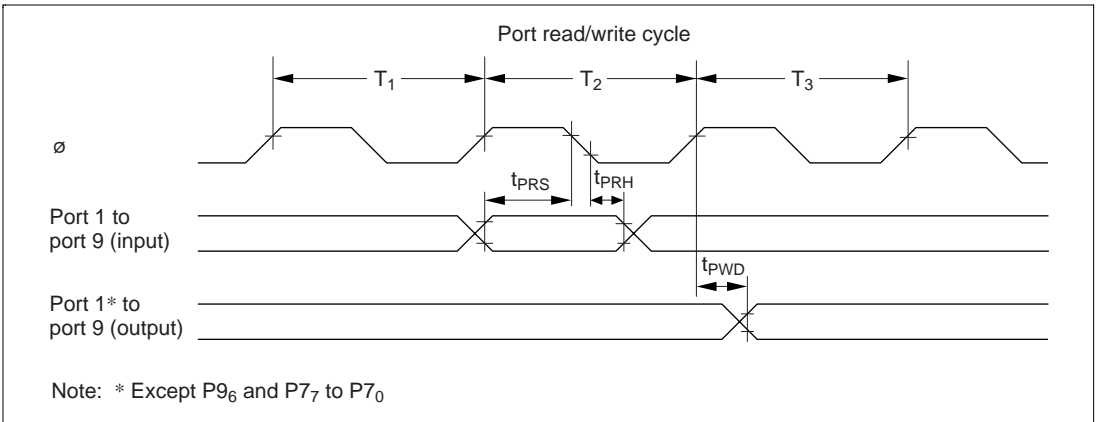 Port read/write cycle
T1 T2 T3
ø
tPRS tPRH
Port 1 to
port 9 (input)
tPWD
Port 1* to
port 9 (output)
Note: * Except P96 and P77 to P70